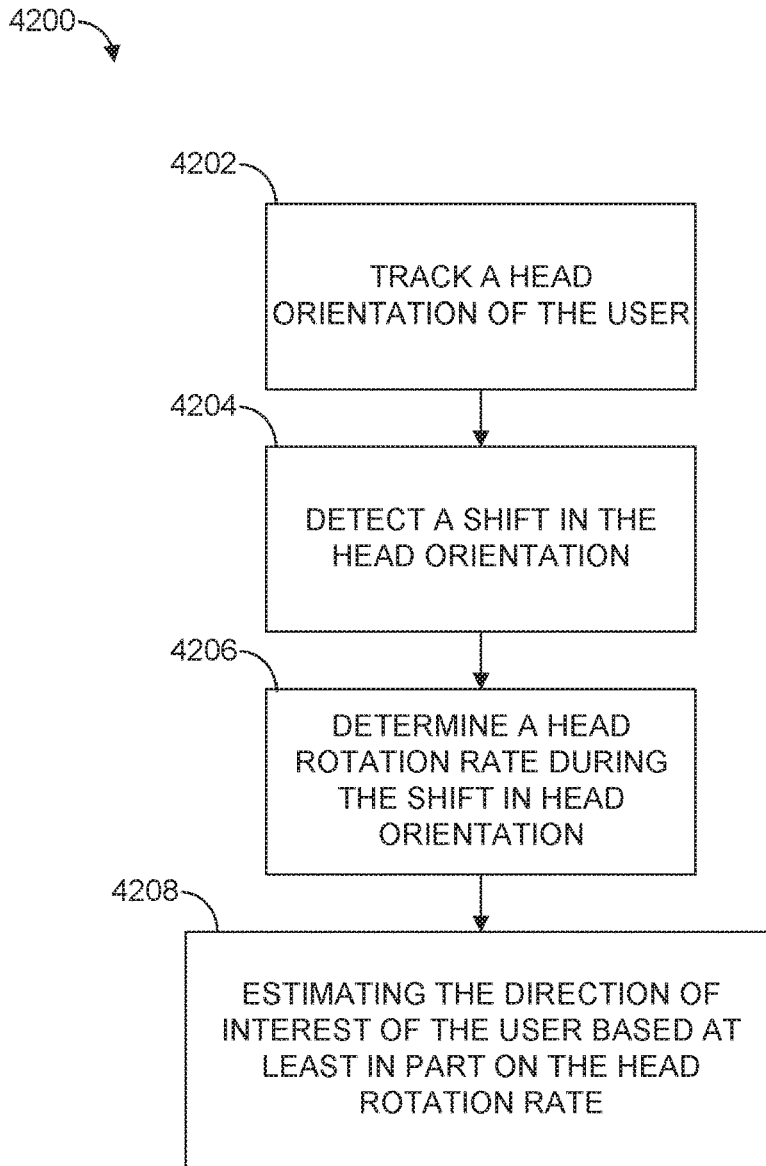 4200
4202
TRACK A HEAD
ORIENTATION OF THE USER
4204
DETECT A SHIFT IN THE
HEAD ORIENTATION
4206
DETERMINE A HEAD
ROTATION RATE DURING
THE SHIFT IN HEAD
ORIENTATION
4208
ESTIMATING THE DIRECTION OF
INTEREST OF THE USER BASED AT
LEAST IN PART ON THE HEAD
ROTATION RATE